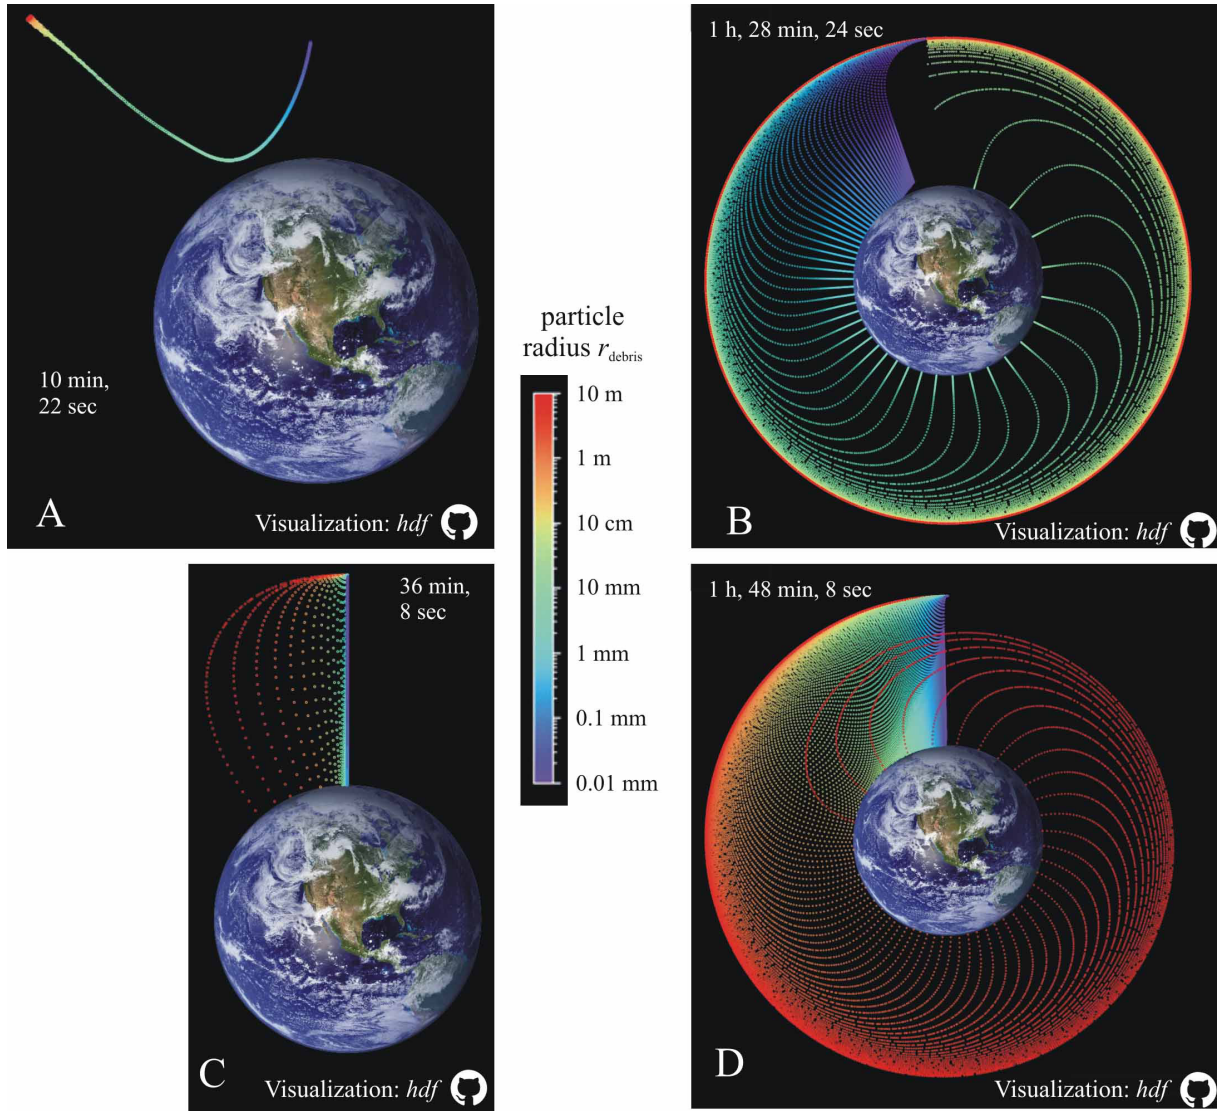 10 min,
22 sec
A
Visualization: hdf
1 h, 28 min, 24 sec
B
Visualization: hdf
particle
radius r_debris
10 m
1 m
10 cm
10 mm
1 mm
0.1 mm
0.01 mm
36 min,
8 sec
C
Visualization: hdf
1 h, 48 min, 8 sec
D
Visualization: hdf